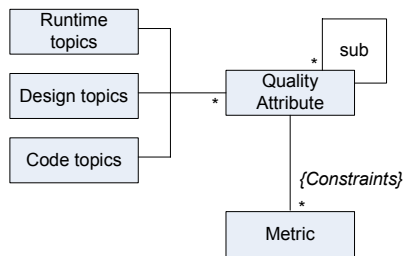 Runtime
topics
sub
*
Design topics
Quality
Attribute
*
Code topics
{Constraints}
*
Metric